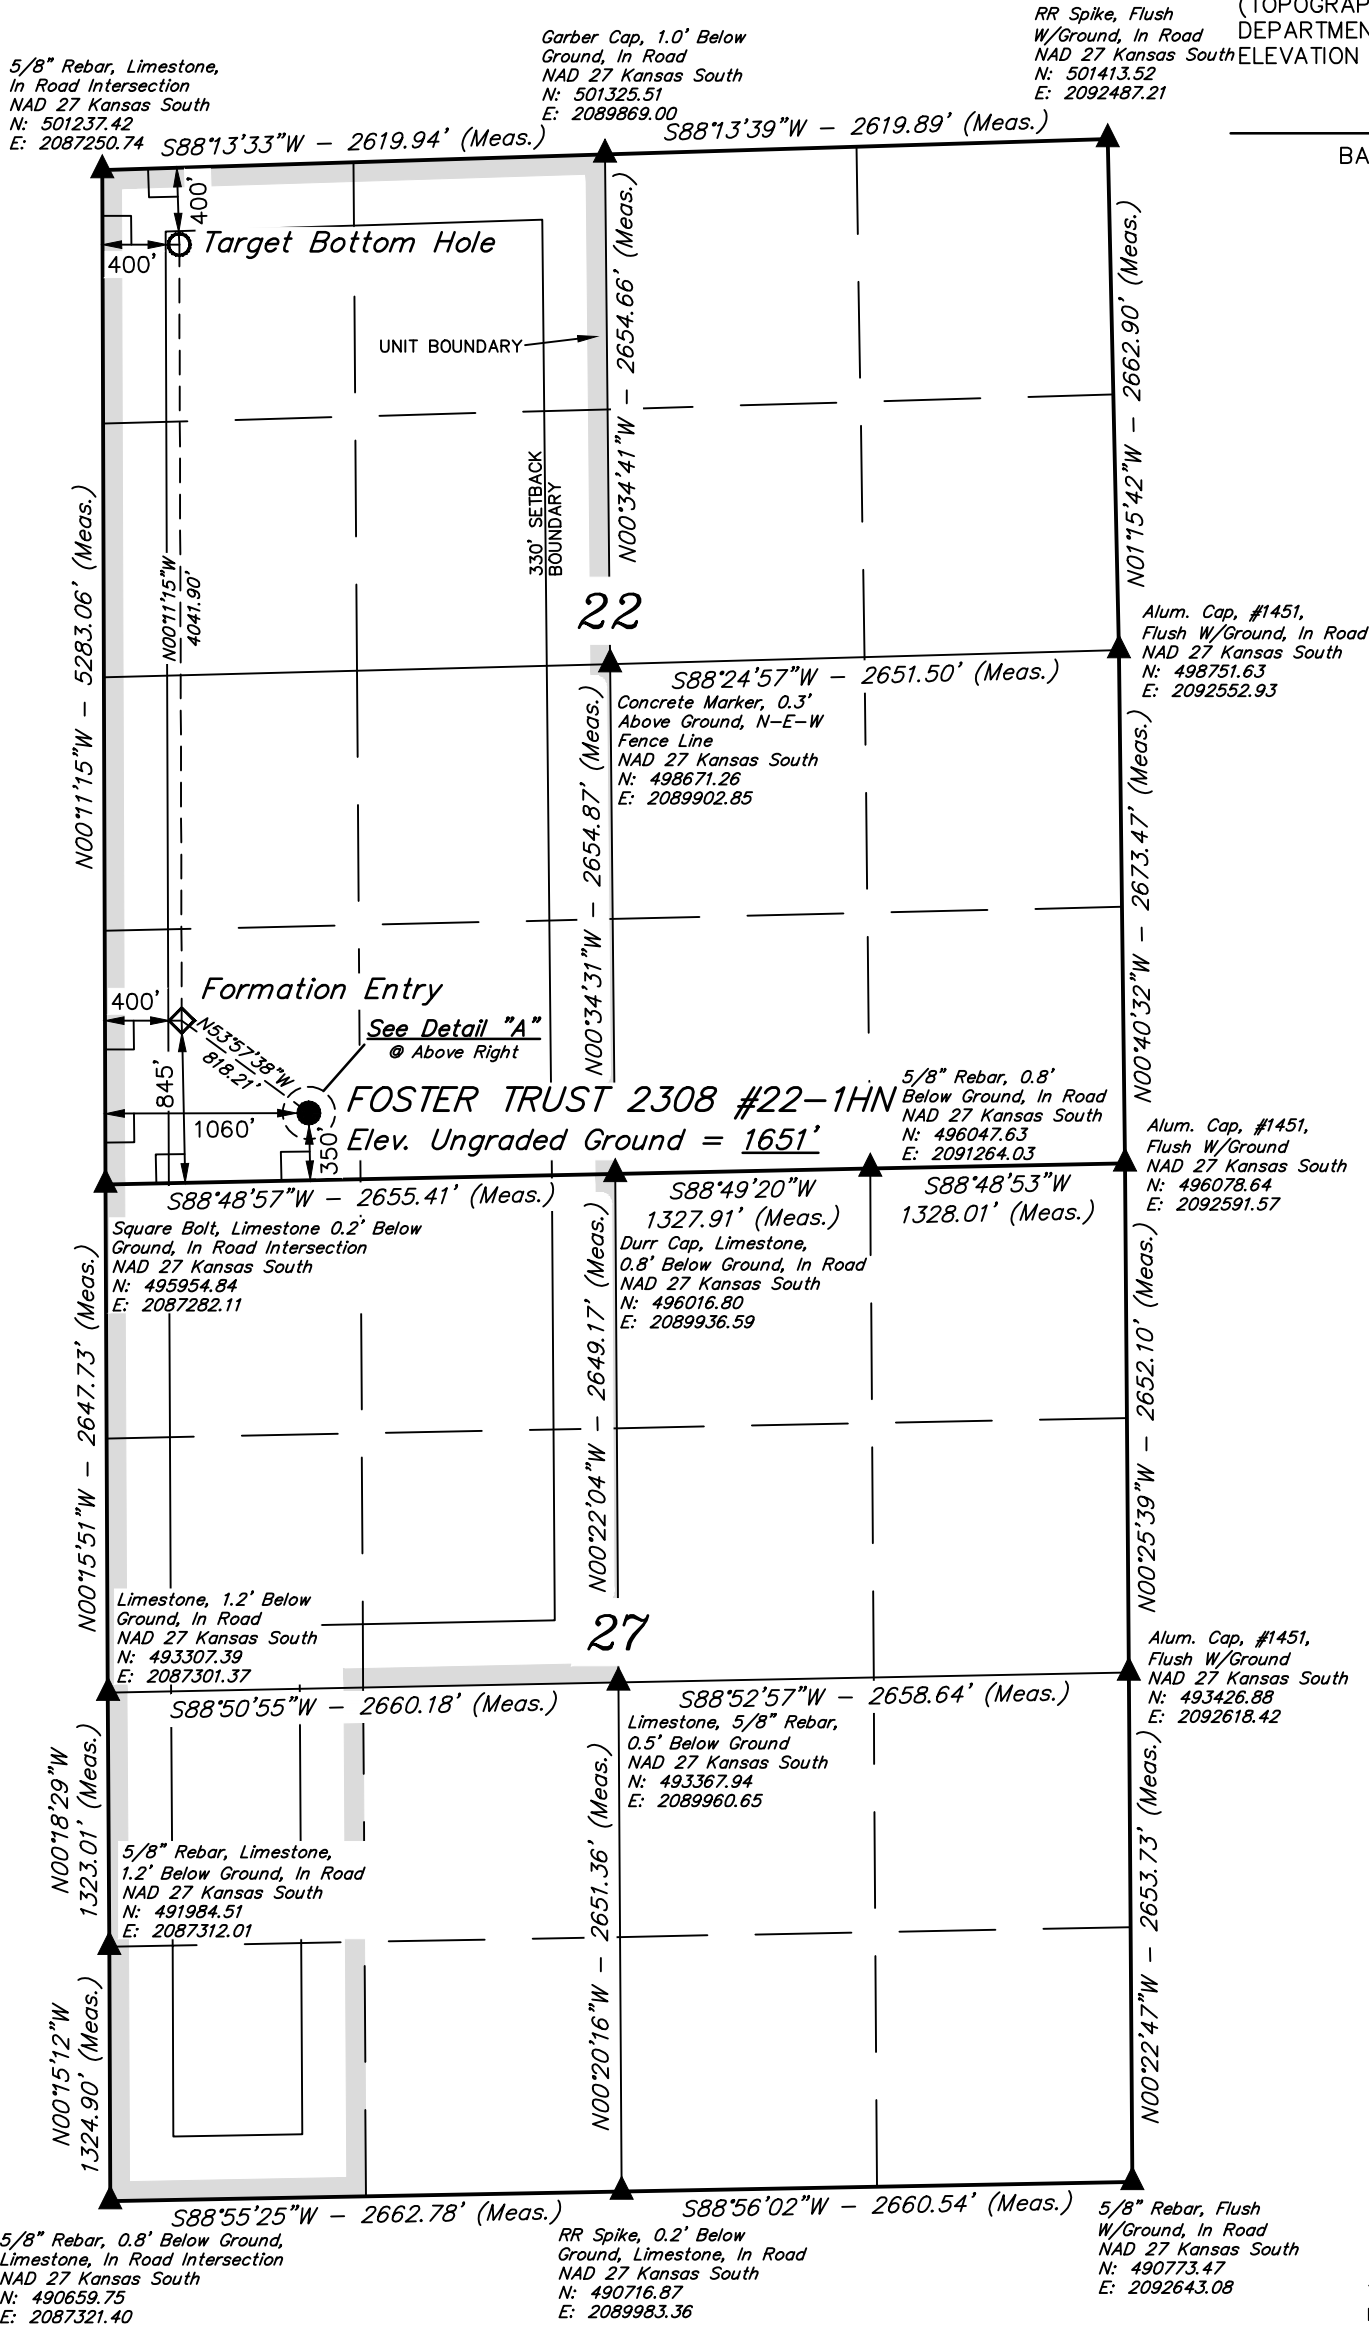 (TOPOGRAP
DEPARTMEN
ELEVATION
BA
5/8" Rebar, Limestone,
In Road Intersection
NAD 27 Kansas South
N: 501237.42
E: 2087250.74
Garber Cap, 1.0' Below
Ground, In Road
NAD 27 Kansas South
N: 501325.51
E: 2089869.00
RR Spike, Flush
W/Ground, In Road
NAD 27 Kansas South
N: 501413.52
E: 2092487.21
S88°13'33"W - 2619.94' (Meas.)
S88°13'39"W - 2619.89' (Meas.)
400'
400'
Target Bottom Hole
UNIT BOUNDARY
N00°34'41"W - 2654.66' (Meas.)
N01°15'42"W - 2662.90' (Meas.)
330' SETBACK
BOUNDARY
N00°11'15"W - 5283.06' (Meas.)
N00°11'15"W
4041.90'
22
Alum. Cap, #1451,
Flush W/Ground, In Road
NAD 27 Kansas South
N: 498751.63
E: 2092552.93
S88°24'57"W - 2651.50' (Meas.)
Concrete Marker, 0.3'
Above Ground, N-E-W
Fence Line
NAD 27 Kansas South
N: 498671.26
E: 2089902.85
N00°34'31"W - 2654.87' (Meas.)
N00°40'32"W - 2673.47' (Meas.)
Formation Entry
400'
N53°57'38"W
818.21'
See Detail "A"
@ Above Right
845'
1060'
350'
FOSTER TRUST 2308 #22-1HN
Elev. Ungraded Ground = 1651'
5/8" Rebar, 0.8'
Below Ground, In Road
NAD 27 Kansas South
N: 496047.63
E: 2091264.03
Alum. Cap, #1451,
Flush W/Ground
NAD 27 Kansas South
N: 496078.64
E: 2092591.57
S88°48'57"W - 2655.41' (Meas.)
S88°49'20"W
1327.91' (Meas.)
S88°48'53"W
1328.01' (Meas.)
Square Bolt, Limestone 0.2' Below
Ground, In Road Intersection
NAD 27 Kansas South
N: 495954.84
E: 2087282.11
Durr Cap, Limestone,
0.8' Below Ground, In Road
NAD 27 Kansas South
N: 496016.80
E: 2089936.59
N00°15'51"W - 2647.73' (Meas.)
N00°22'04"W - 2649.17' (Meas.)
N00°25'39"W - 2652.10' (Meas.)
Limestone, 1.2' Below
Ground, In Road
NAD 27 Kansas South
N: 493307.39
E: 2087301.37
27
Alum. Cap, #1451,
Flush W/Ground
NAD 27 Kansas South
N: 493426.88
E: 2092618.42
S88°50'55"W - 2660.18' (Meas.)
S88°52'57"W - 2658.64' (Meas.)
Limestone, 5/8" Rebar,
0.5' Below Ground
NAD 27 Kansas South
N: 493367.94
E: 2089960.65
N00°18'29"W
1323.01' (Meas.)
5/8" Rebar, Limestone,
1.2' Below Ground, In Road
NAD 27 Kansas South
N: 491984.51
E: 2087312.01
N00°20'16"W - 2651.36' (Meas.)
N00°22'47"W - 2653.73' (Meas.)
N00°15'12"W
1324.90' (Meas.)
S88°55'25"W - 2662.78' (Meas.)
S88°56'02"W - 2660.54' (Meas.)
5/8" Rebar, 0.8' Below Ground,
Limestone, In Road Intersection
NAD 27 Kansas South
N: 490659.75
E: 2087321.40
RR Spike, 0.2' Below
Ground, Limestone, In Road
NAD 27 Kansas South
N: 490716.87
E: 2089983.36
5/8" Rebar, Flush
W/Ground, In Road
NAD 27 Kansas South
N: 490773.47
E: 2092643.08